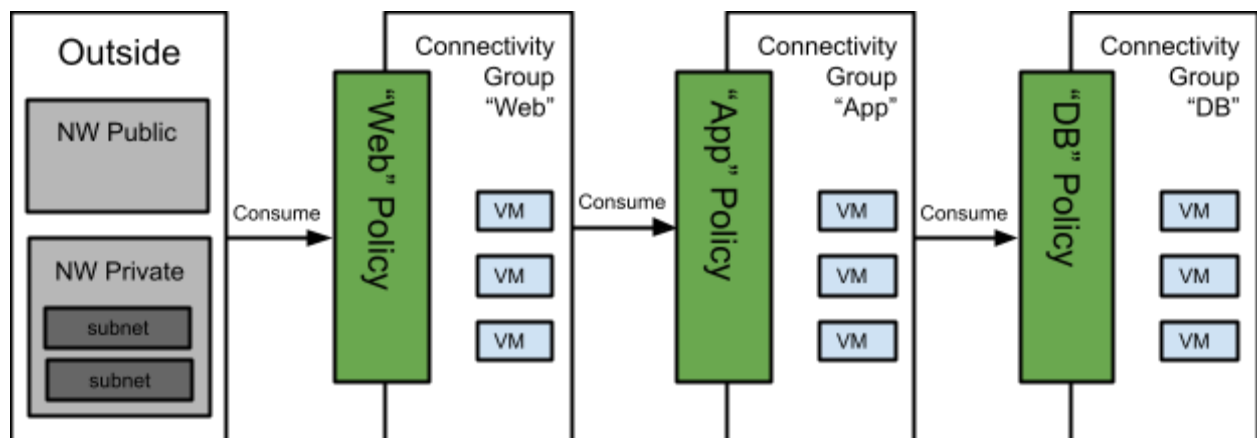 Outside
NW Public
NW Private
subnet
subnet
Consume
“Web” Policy
Connectivity
Group
“Web”
VM
VM
VM
Consume
“App” Policy
Connectivity
Group
“App”
VM
VM
VM
Consume
“DB” Policy
Connectivity
Group
“DB”
VM
VM
VM